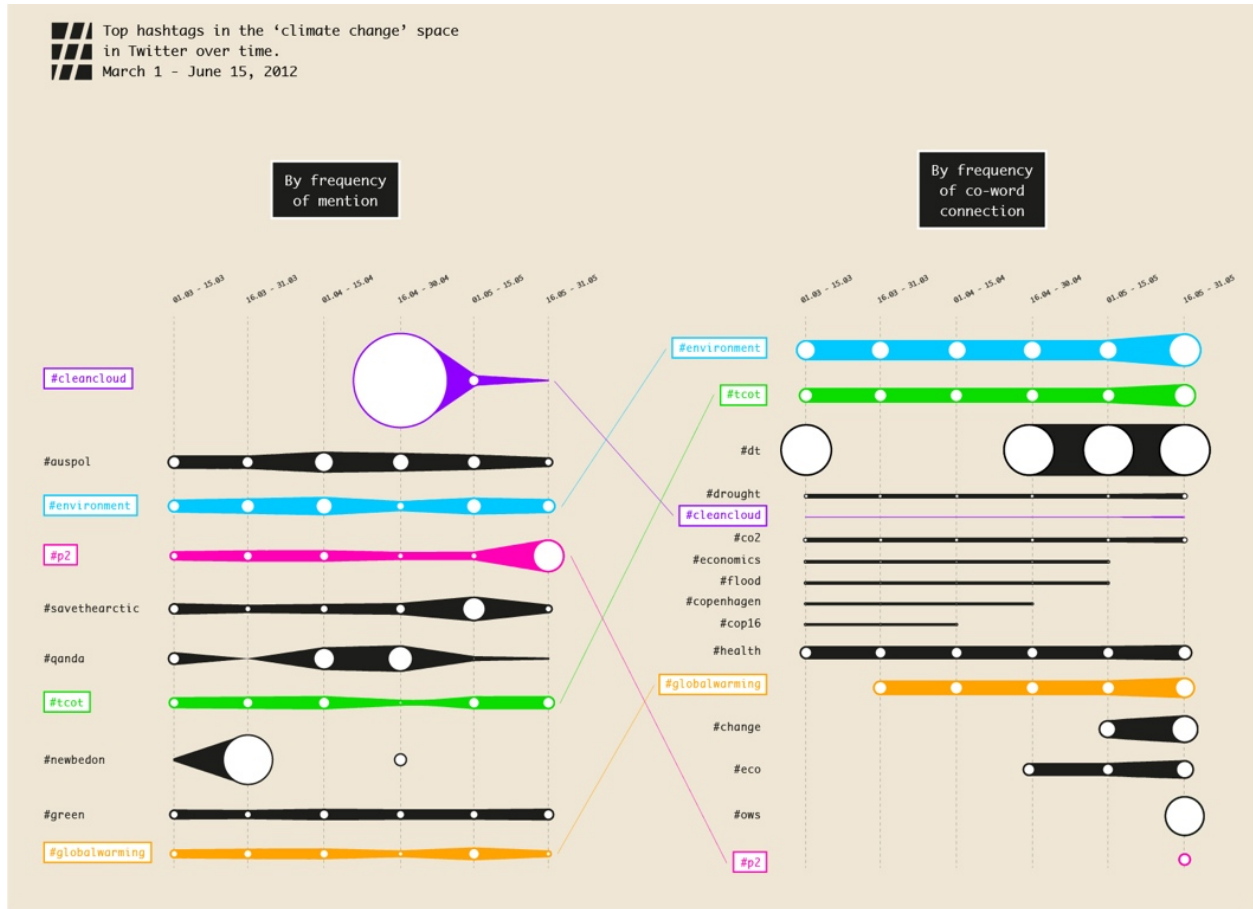 Top hashtags in the ‘climate change’ space
in Twitter over time.
March 1 - June 15, 2012
By frequency
of mention
01.03 - 15.03
16.03 - 31.03
01.04 - 15.04
16.04 - 30.04
01.05 - 15.05
16.05 - 31.05
#cleancloud
#auspol
#environment
#p2
#savethearctic
#qanda
#tcot
#newbedon
#green
#globalwarming
By frequency
of co-word
connection
01.03 - 15.03
16.03 - 31.03
01.04 - 15.04
16.04 - 30.04
01.05 - 15.05
16.05 - 31.05
#environment
#tcot
#dt
#drought
#cleancloud
#co2
#economics
#flood
#copenhagen
#cop16
#health
#globalwarming
#change
#eco
#ows
#p2